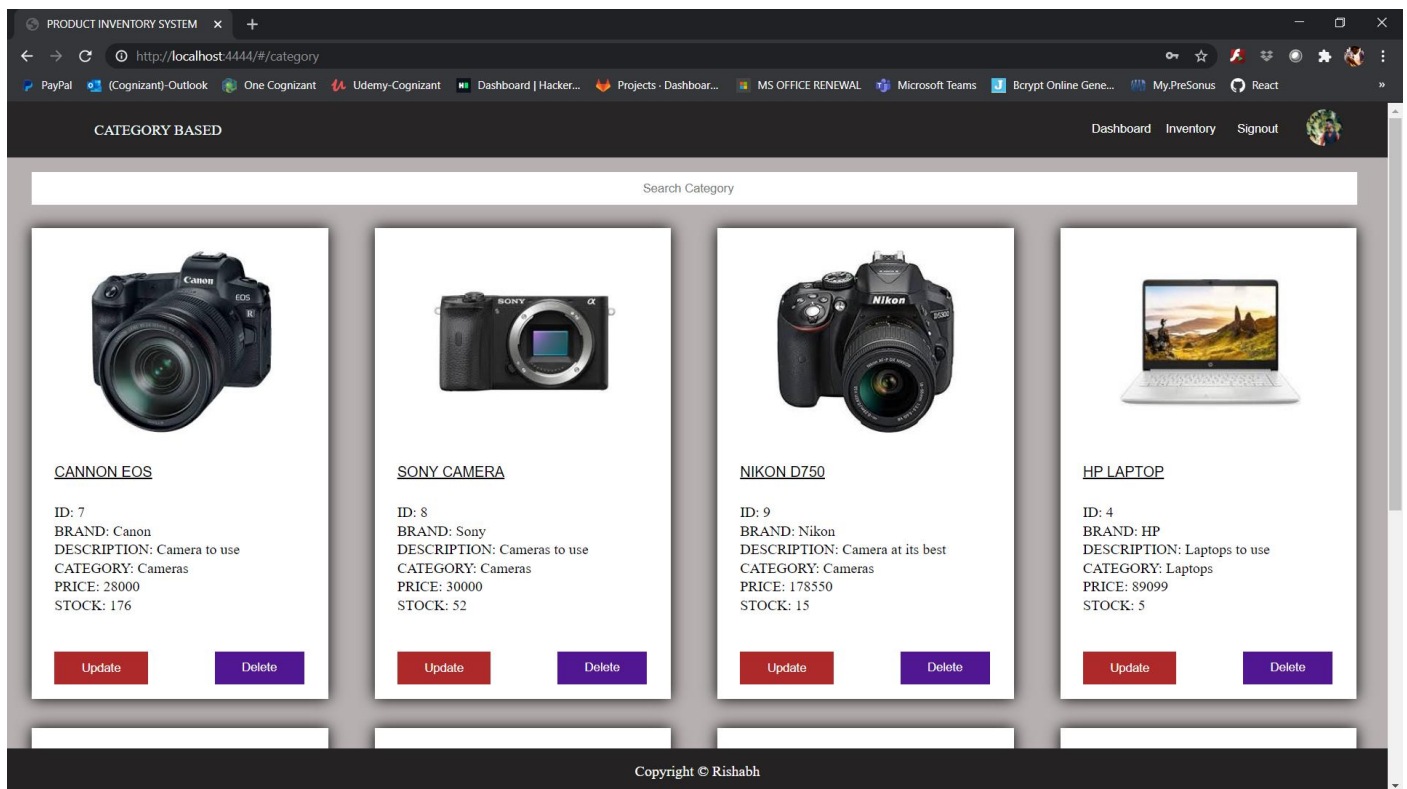 PRODUCT INVENTORY SYSTEM
http://localhost:4444/#/category
PayPal (Cognizant)-Outlook One Cognizant Udemy-Cognizant Dashboard | Hacker... Projects · Dashboar... MS OFFICE RENEWAL Microsoft Teams Bcrypt Online Gene... My.PreSonus React »
CATEGORY BASED Dashboard Inventory Signout
Search Category
Canon
EOS
R
SONY α
Nikon
D5300
CANNON EOS
ID: 7
BRAND: Canon
DESCRIPTION: Camera to use
CATEGORY: Cameras
PRICE: 28000
STOCK: 176
Update Delete
SONY CAMERA
ID: 8
BRAND: Sony
DESCRIPTION: Cameras to use
CATEGORY: Cameras
PRICE: 30000
STOCK: 52
Update Delete
NIKON D750
ID: 9
BRAND: Nikon
DESCRIPTION: Camera at its best
CATEGORY: Cameras
PRICE: 178550
STOCK: 15
Update Delete
HP LAPTOP
ID: 4
BRAND: HP
DESCRIPTION: Laptops to use
CATEGORY: Laptops
PRICE: 89099
STOCK: 5
Update Delete
Copyright © Rishabh